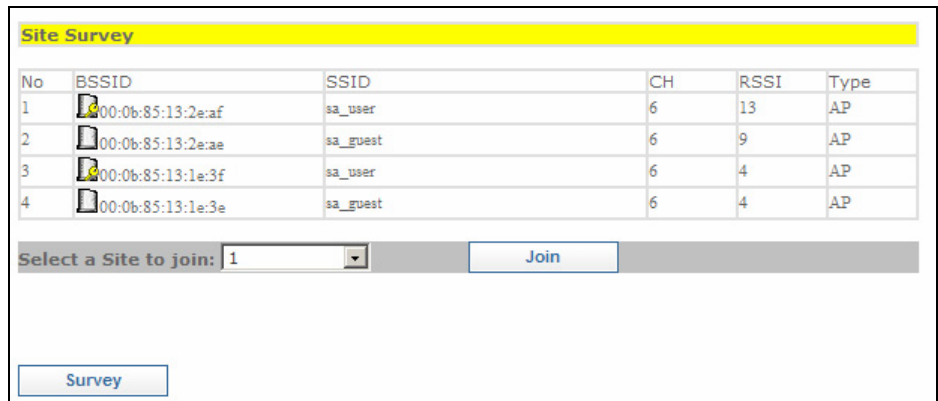 Site Survey
No BSSID SSID CH RSSI Type
1 00:0b:85:13:2e:af sa_user 6 13 AP
2 00:0b:85:13:2e:ae sa_guest 6 9 AP
3 00:0b:85:13:1e:3f sa_user 6 4 AP
4 00:0b:85:13:1e:3e sa_guest 6 4 AP
Select a Site to join: 1 Join
Survey